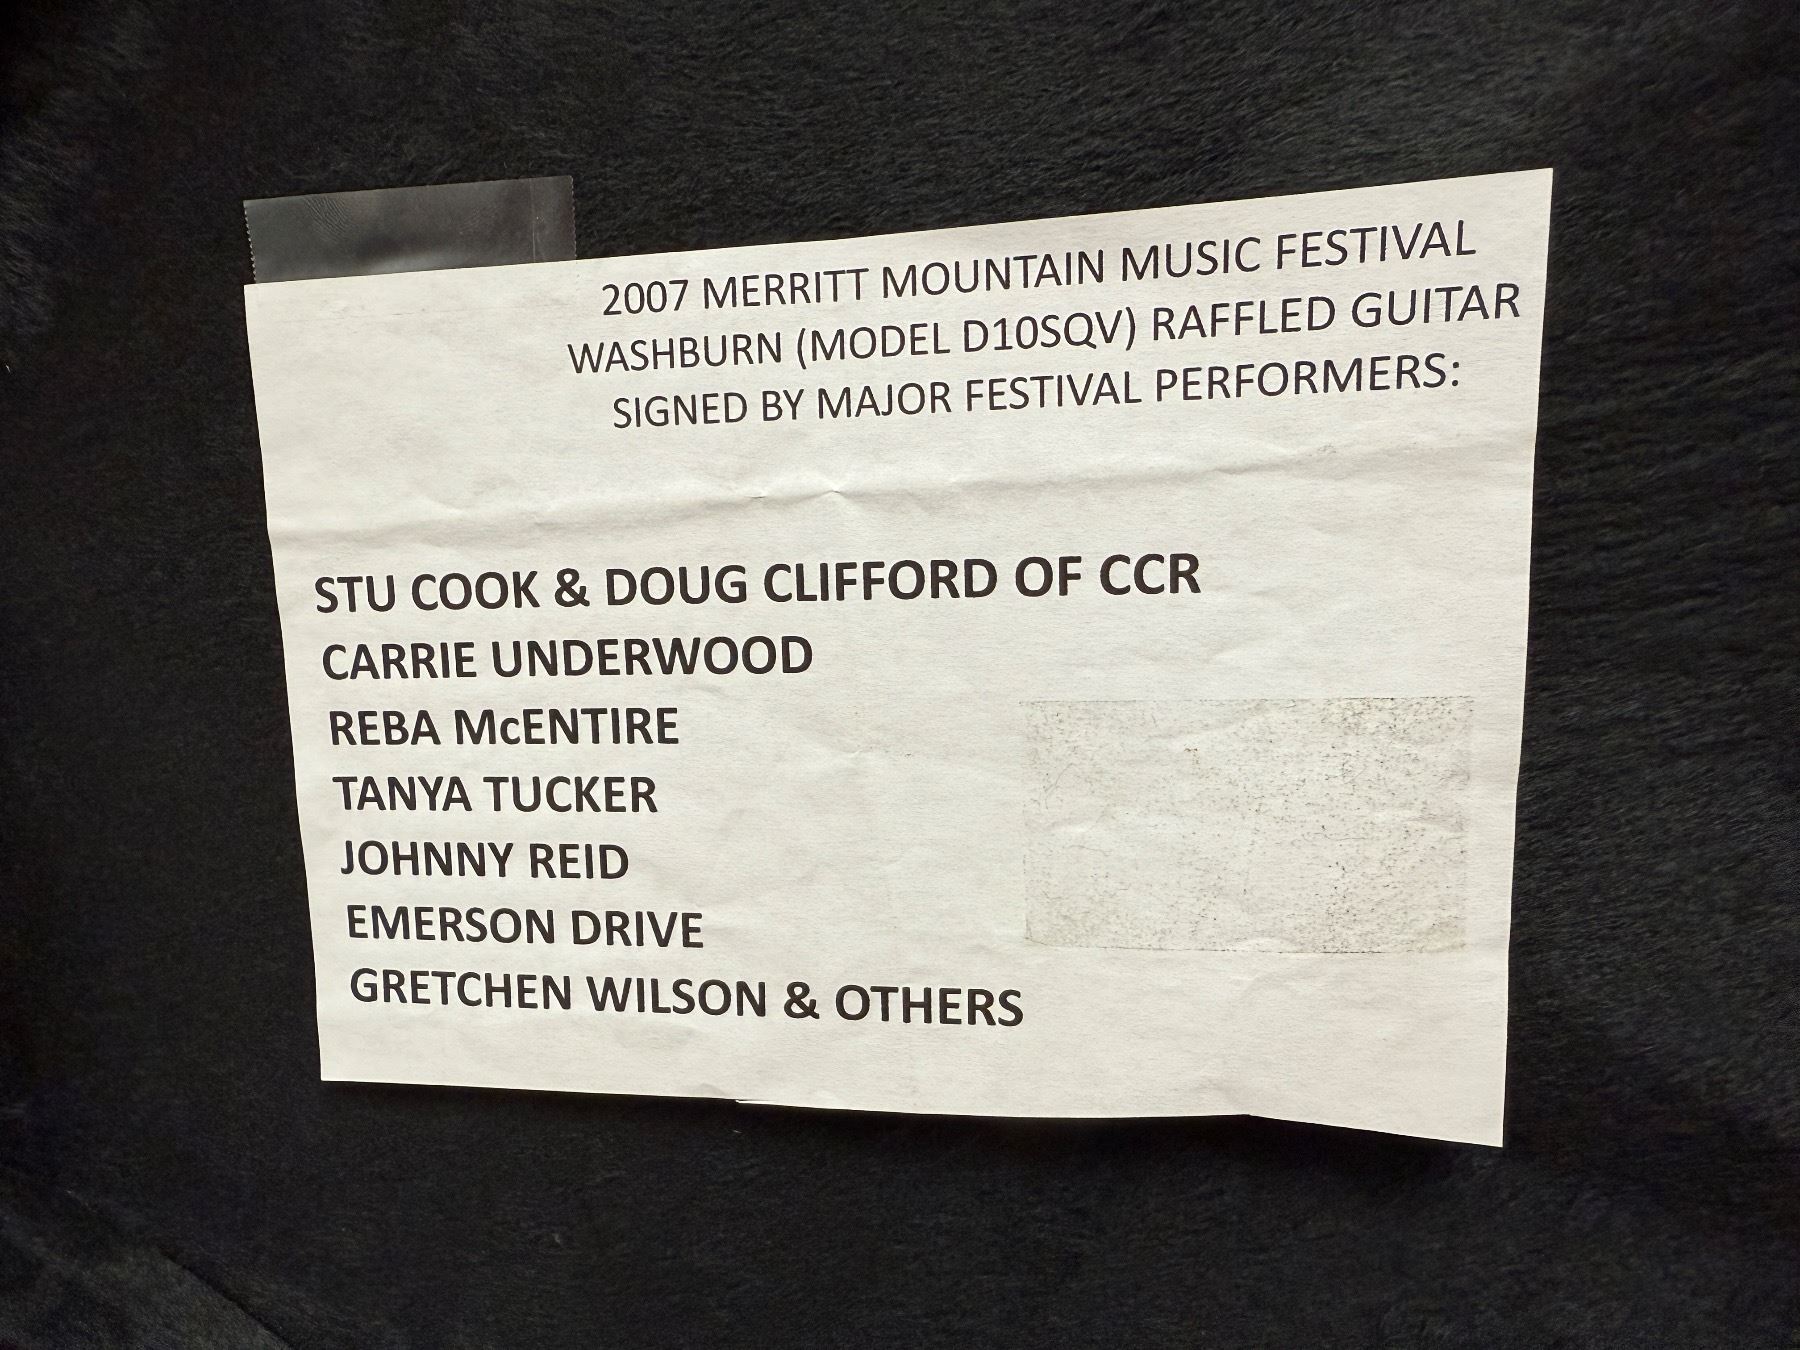 2007 MERRITT MOUNTAIN MUSIC FESTIVAL
WASHBURN (MODEL D10SQV) RAFFLED GUITAR
SIGNED BY MAJOR FESTIVAL PERFORMERS:
STU COOK & DOUG CLIFFORD OF CCR
CARRIE UNDERWOOD
REBA McENTIRE
TANYA TUCKER
JOHNNY REID
EMERSON DRIVE
GRETCHEN WILSON & OTHERS